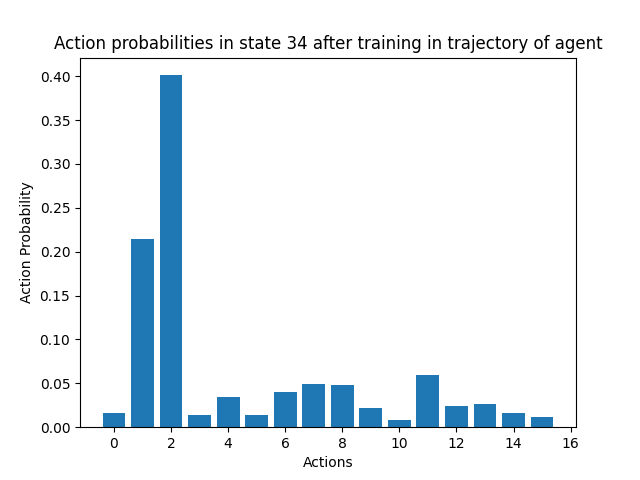 Action probabilities in state 34 after training in trajectory of agent
0.40
0.35
0.30
0.25
0.20
0.15
0.10
0.05
0.00
Action Probability
0 2 4 6 8 10 12 14 16
Actions